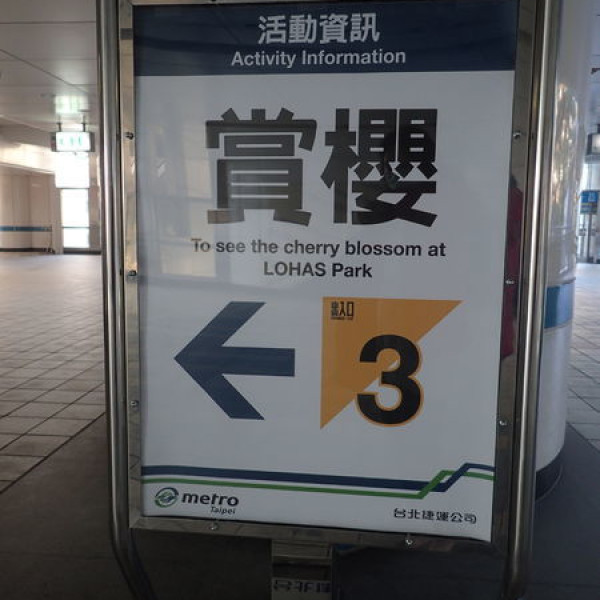 活動資訊
Activity Information
賞櫻
To see the cherry blossom at
LOHAS Park
3
metro
Taipei
台北捷運公司